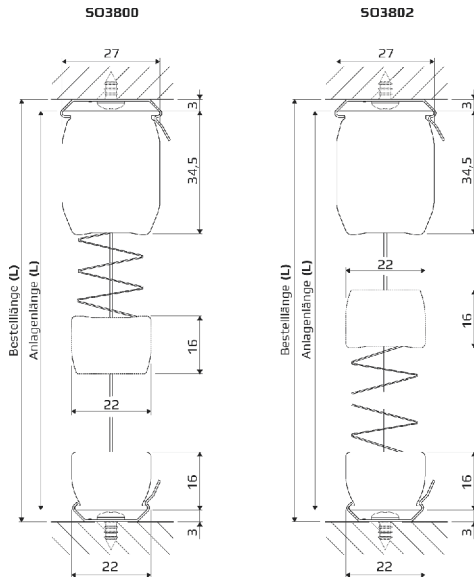 SO3800
27
3
34,5
Bestelllänge (L)
Anlagenlänge (L)
16
22
16
3
22
SO3802
27
3
34,5
Bestelllänge (L)
Anlagenlänge (L)
22
16
16
3
22